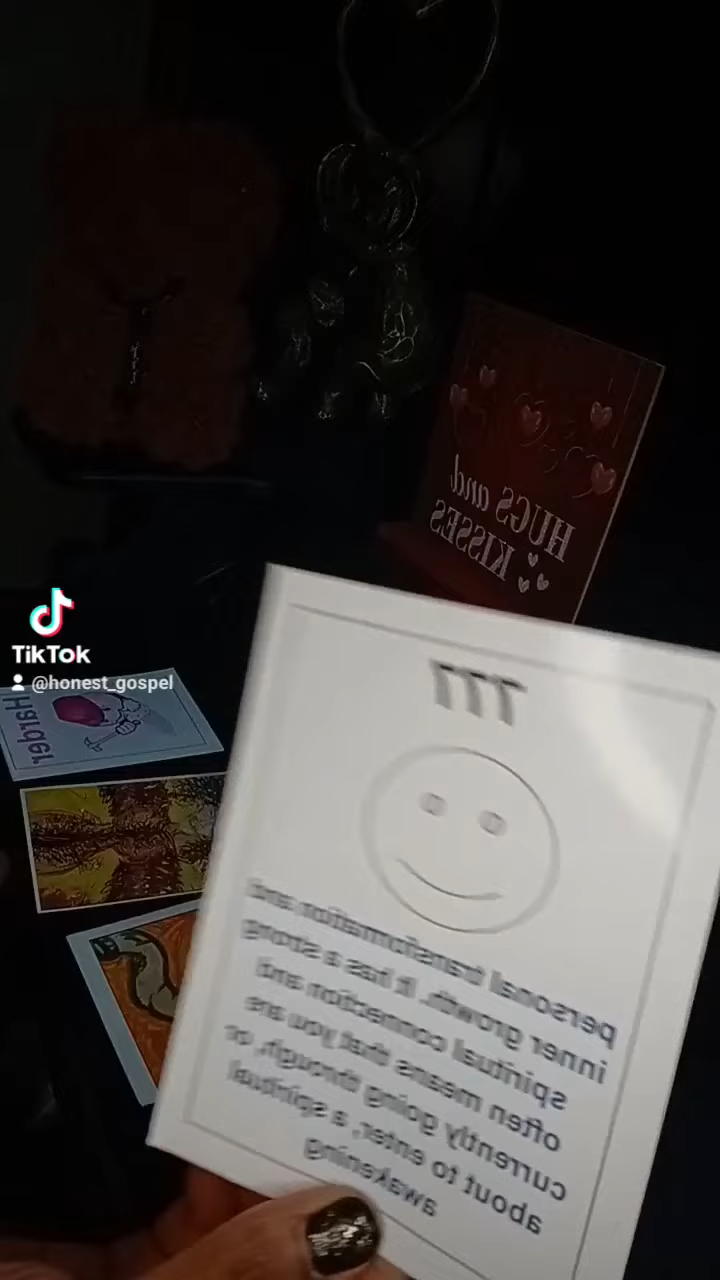 HUGS and
KISSES
TikTok
@honest_gospel
Harder
777
personal transformation and
inner growth. It has a strong
spiritual connection and
often means that you are
currently going through, or
about to enter, a spiritual
awakening